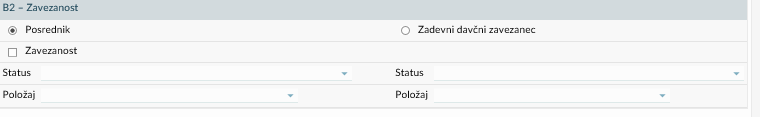 B2 – Zavezanost
Posrednik Zadevni davčni zavezanec
Zavezanost
Status Status
Položaj Položaj